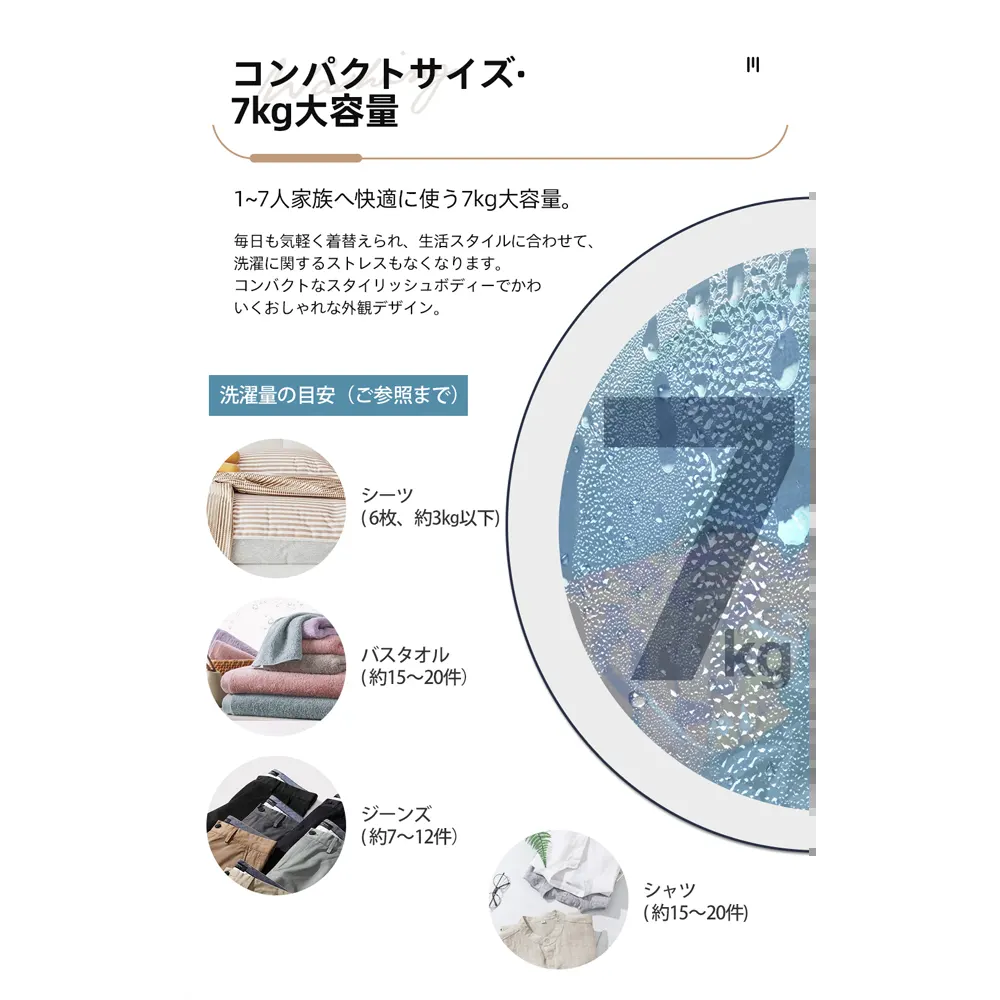 コンパクトサイズ·
7kg大容量
1~7人家族へ快適に使う7kg大容量。
毎日も気軽く着替えられ、生活スタイルに合わせて、
洗濯に関するストレスもなくなります。
コンパクトなスタイリッシュボディーでかわ
いくおしゃれな外観デザイン。
洗濯量の目安（ご参照まで）
シーツ
( 6枚、約3kg以下)
バスタオル
( 約15〜20件)
ジーンズ
( 約7〜12件)
シャツ
( 約15〜20件)
7
kg